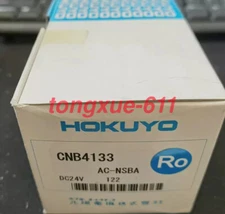 tongxue-611
HOKUYO
CNB4133
Ro
AC-NSBA
DC24V 122